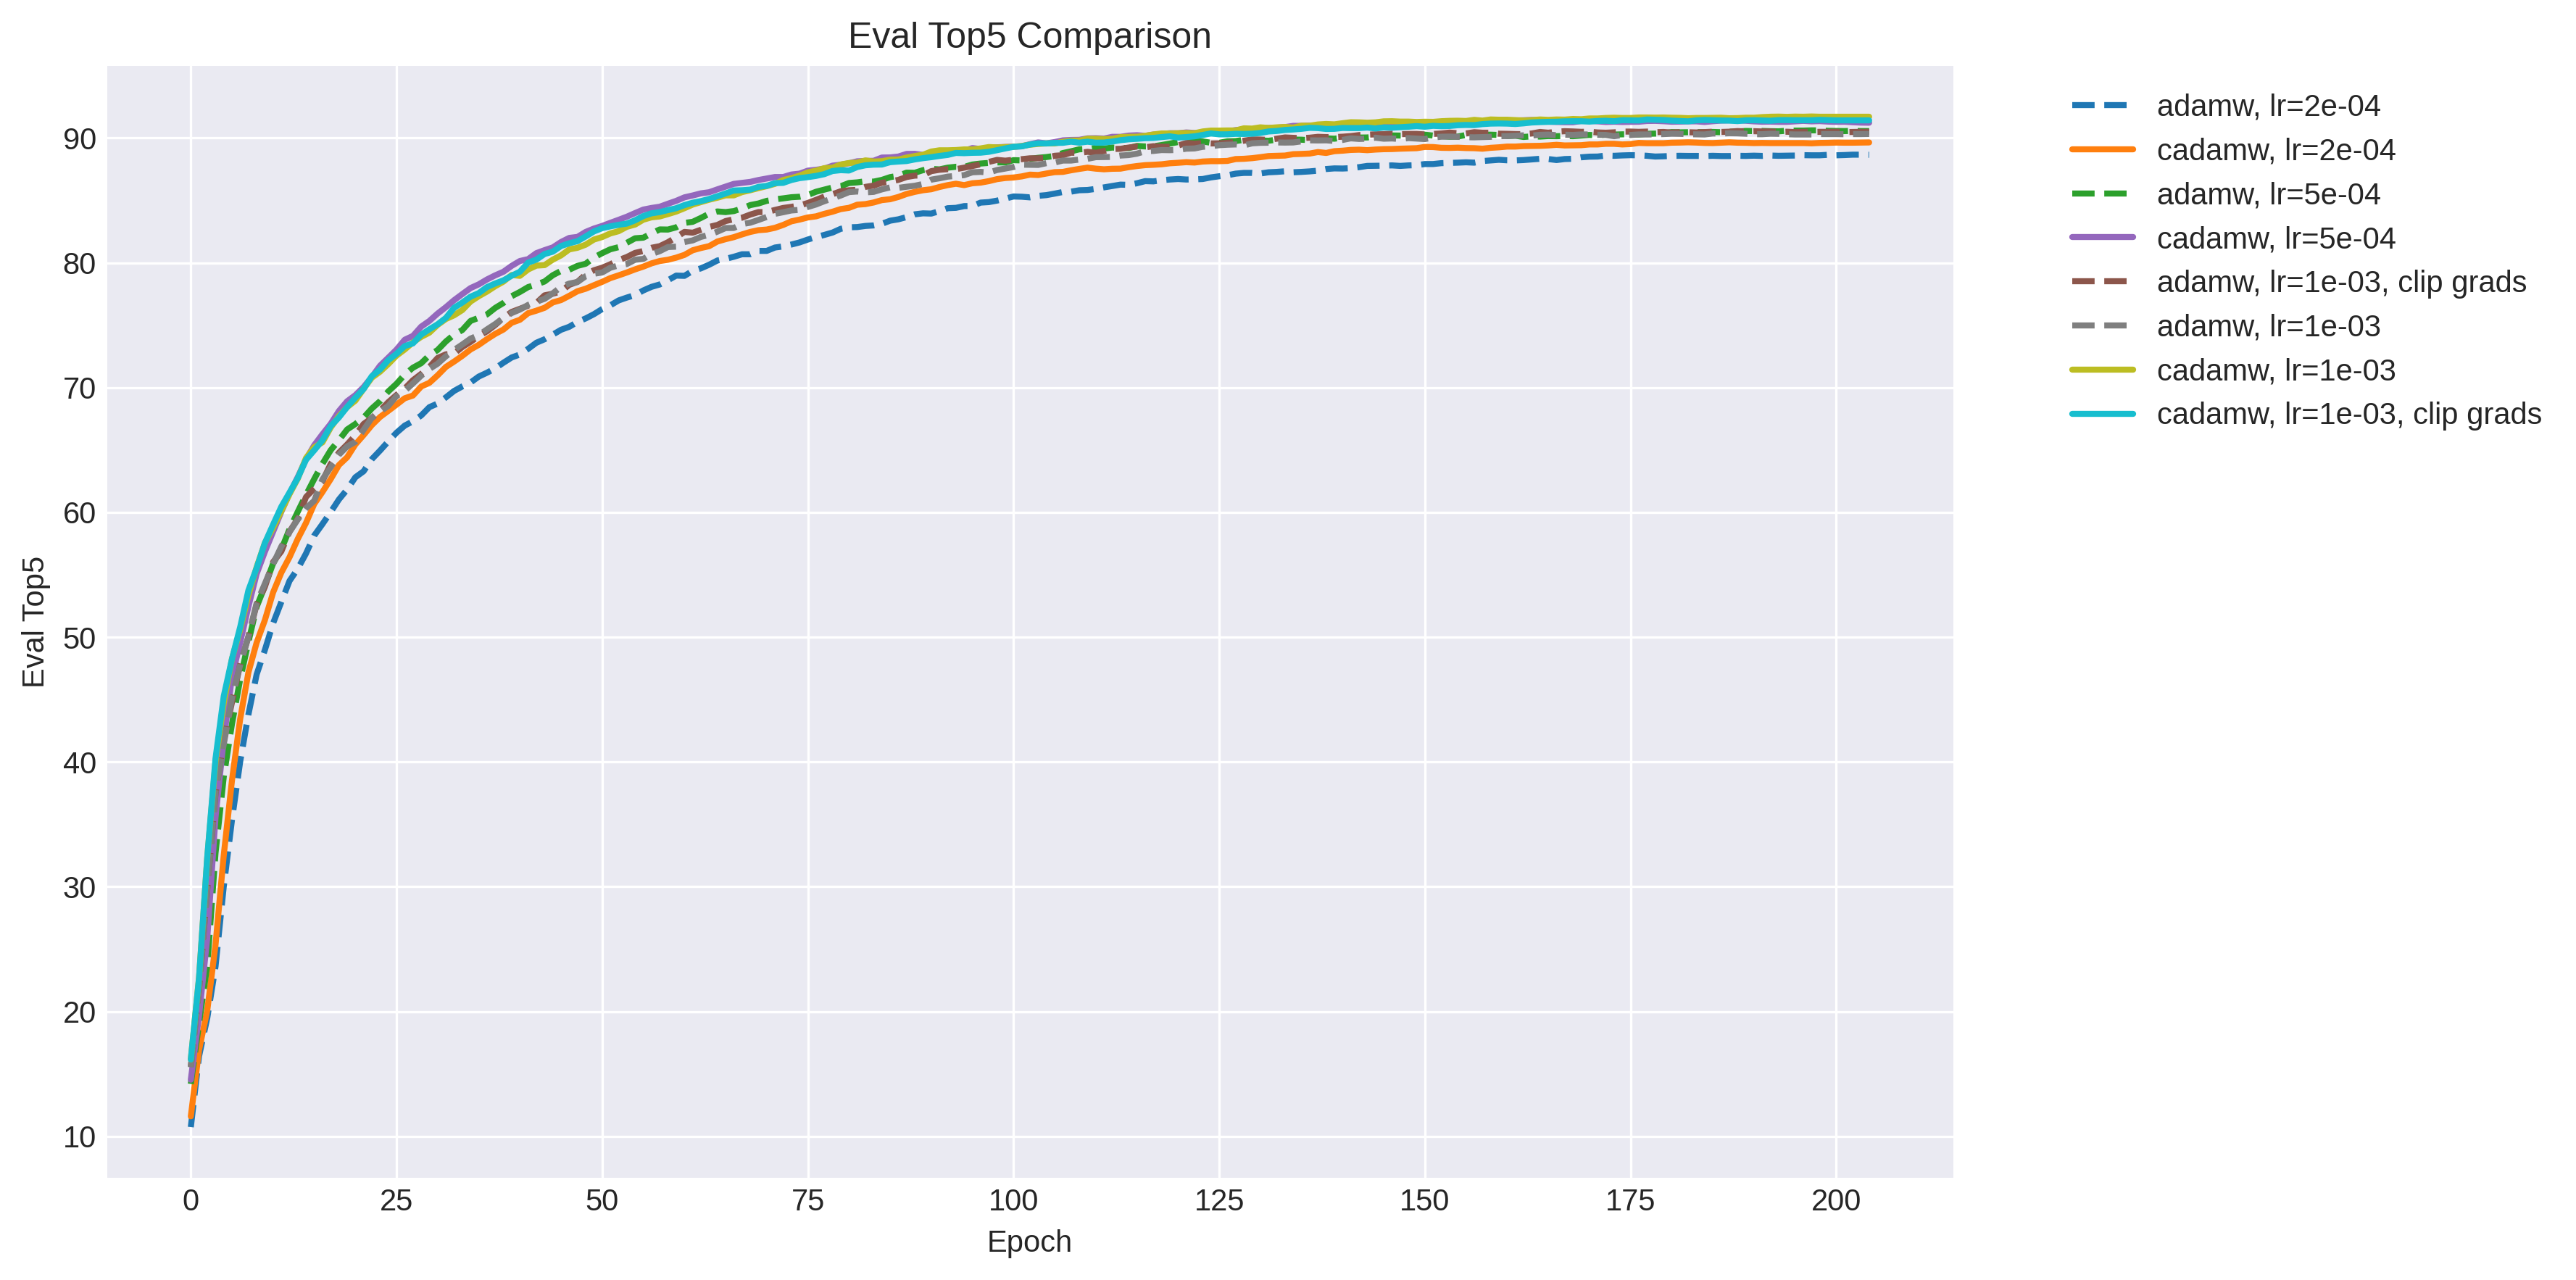 Eval Top5 Comparison
Eval Top5
90
80
70
60
50
40
30
20
10
0
25
50
75
100
125
150
175
200
Epoch
adamw, lr=2e-04
cadamw, lr=2e-04
adamw, lr=5e-04
cadamw, lr=5e-04
adamw, lr=1e-03, clip grads
adamw, lr=1e-03
cadamw, lr=1e-03
cadamw, lr=1e-03, clip grads